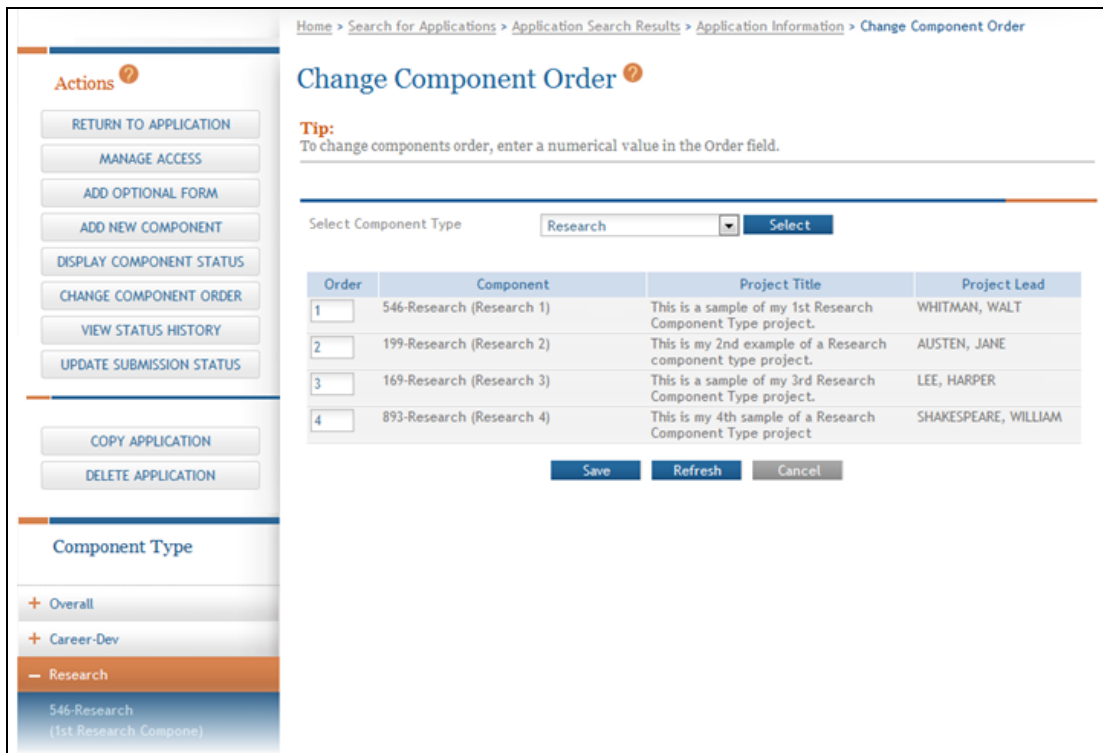 Home > Search for Applications > Application Search Results > Application Information > Change Component Order
Actions ?
RETURN TO APPLICATION
MANAGE ACCESS
ADD OPTIONAL FORM
ADD NEW COMPONENT
DISPLAY COMPONENT STATUS
CHANGE COMPONENT ORDER
VIEW STATUS HISTORY
UPDATE SUBMISSION STATUS
COPY APPLICATION
DELETE APPLICATION
Component Type
+ Overall
+ Career-Dev
− Research
546-Research
(1st Research Compone)
Change Component Order ?
Tip:
To change components order, enter a numerical value in the Order field.
Select Component Type Research Select
Order Component Project Title Project Lead
1 546-Research (Research 1) This is a sample of my 1st Research WHITMAN, WALT
Component Type project.
2 199-Research (Research 2) This is my 2nd example of a Research AUSTEN, JANE
component type project.
3 169-Research (Research 3) This is a sample of my 3rd Research LEE, HARPER
Component Type project.
4 893-Research (Research 4) This is my 4th sample of a Research SHAKESPEARE, WILLIAM
Component Type project
Save Refresh Cancel